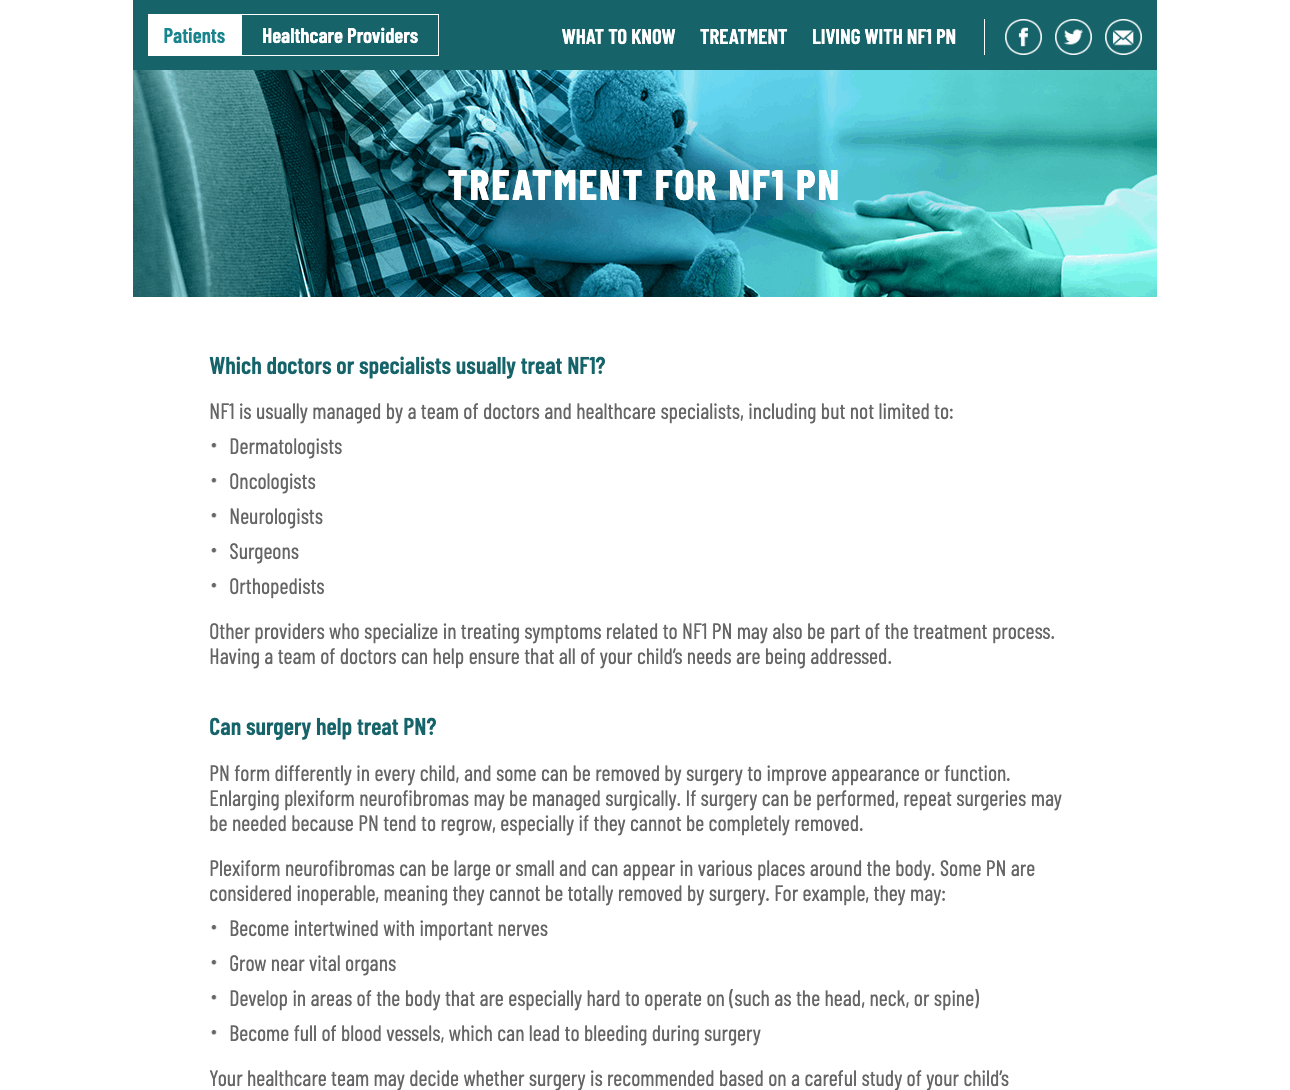 Patients Healthcare Providers WHAT TO KNOW TREATMENT LIVING WITH NF1 PN
TREATMENT FOR NF1 PN
Which doctors or specialists usually treat NF1?
NF1 is usually managed by a team of doctors and healthcare specialists, including but not limited to:
• Dermatologists
• Oncologists
• Neurologists
• Surgeons
• Orthopedists
Other providers who specialize in treating symptoms related to NF1 PN may also be part of the treatment process.
Having a team of doctors can help ensure that all of your child’s needs are being addressed.
Can surgery help treat PN?
PN form differently in every child, and some can be removed by surgery to improve appearance or function.
Enlarging plexiform neurofibromas may be managed surgically. If surgery can be performed, repeat surgeries may
be needed because PN tend to regrow, especially if they cannot be completely removed.
Plexiform neurofibromas can be large or small and can appear in various places around the body. Some PN are
considered inoperable, meaning they cannot be totally removed by surgery. For example, they may:
• Become intertwined with important nerves
• Grow near vital organs
• Develop in areas of the body that are especially hard to operate on (such as the head, neck, or spine)
• Become full of blood vessels, which can lead to bleeding during surgery
Your healthcare team may decide whether surgery is recommended based on a careful study of your child’s